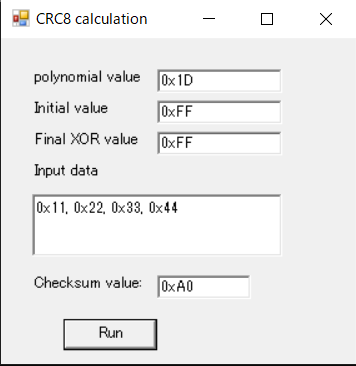 CRC8 calculation
polynomial value 0x1D
Initial value 0xFF
Final XOR value 0xFF
Input data
0x11, 0x22, 0x33, 0x44
Checksum value: 0xA0
Run